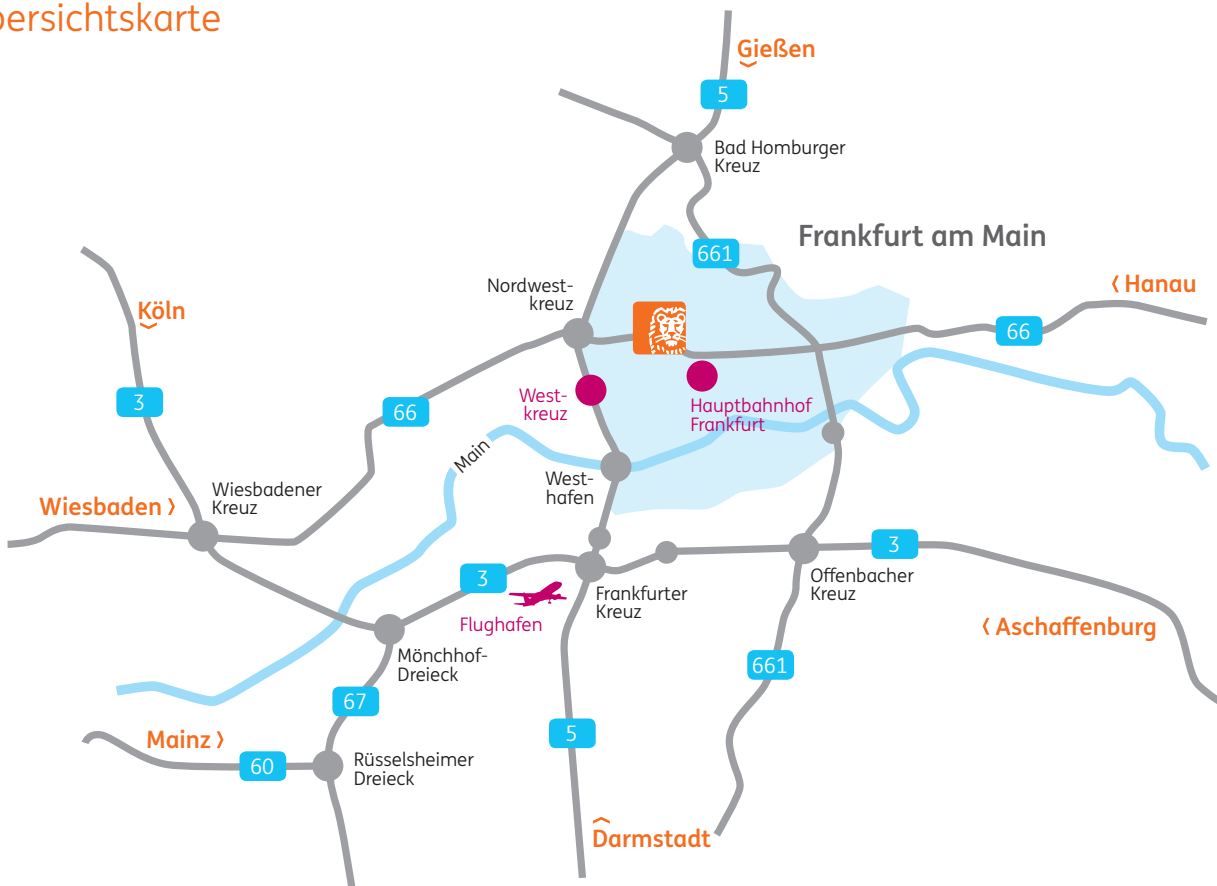 bersichtskarte
Gießen
5
Bad Homburger
Kreuz
Frankfurt am Main
661
Hanau
Nordwest-
kreuz
Köln
66
3
66
West-
kreuz
Hauptbahnhof
Frankfurt
Main
West-
hafen
Wiesbadener
Kreuz
Wiesbaden
3
3
Offenbacher
Kreuz
Frankfurter
Kreuz
Flughafen
Aschaffenburg
Mönchhof-
Dreieck
661
67
5
Mainz
60
Rüsselsheimer
Dreieck
Darmstadt